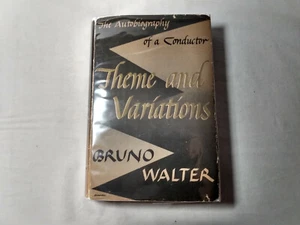 The Autobiography
of a Conductor
Theme and
Variations
BRUNO
WALTER